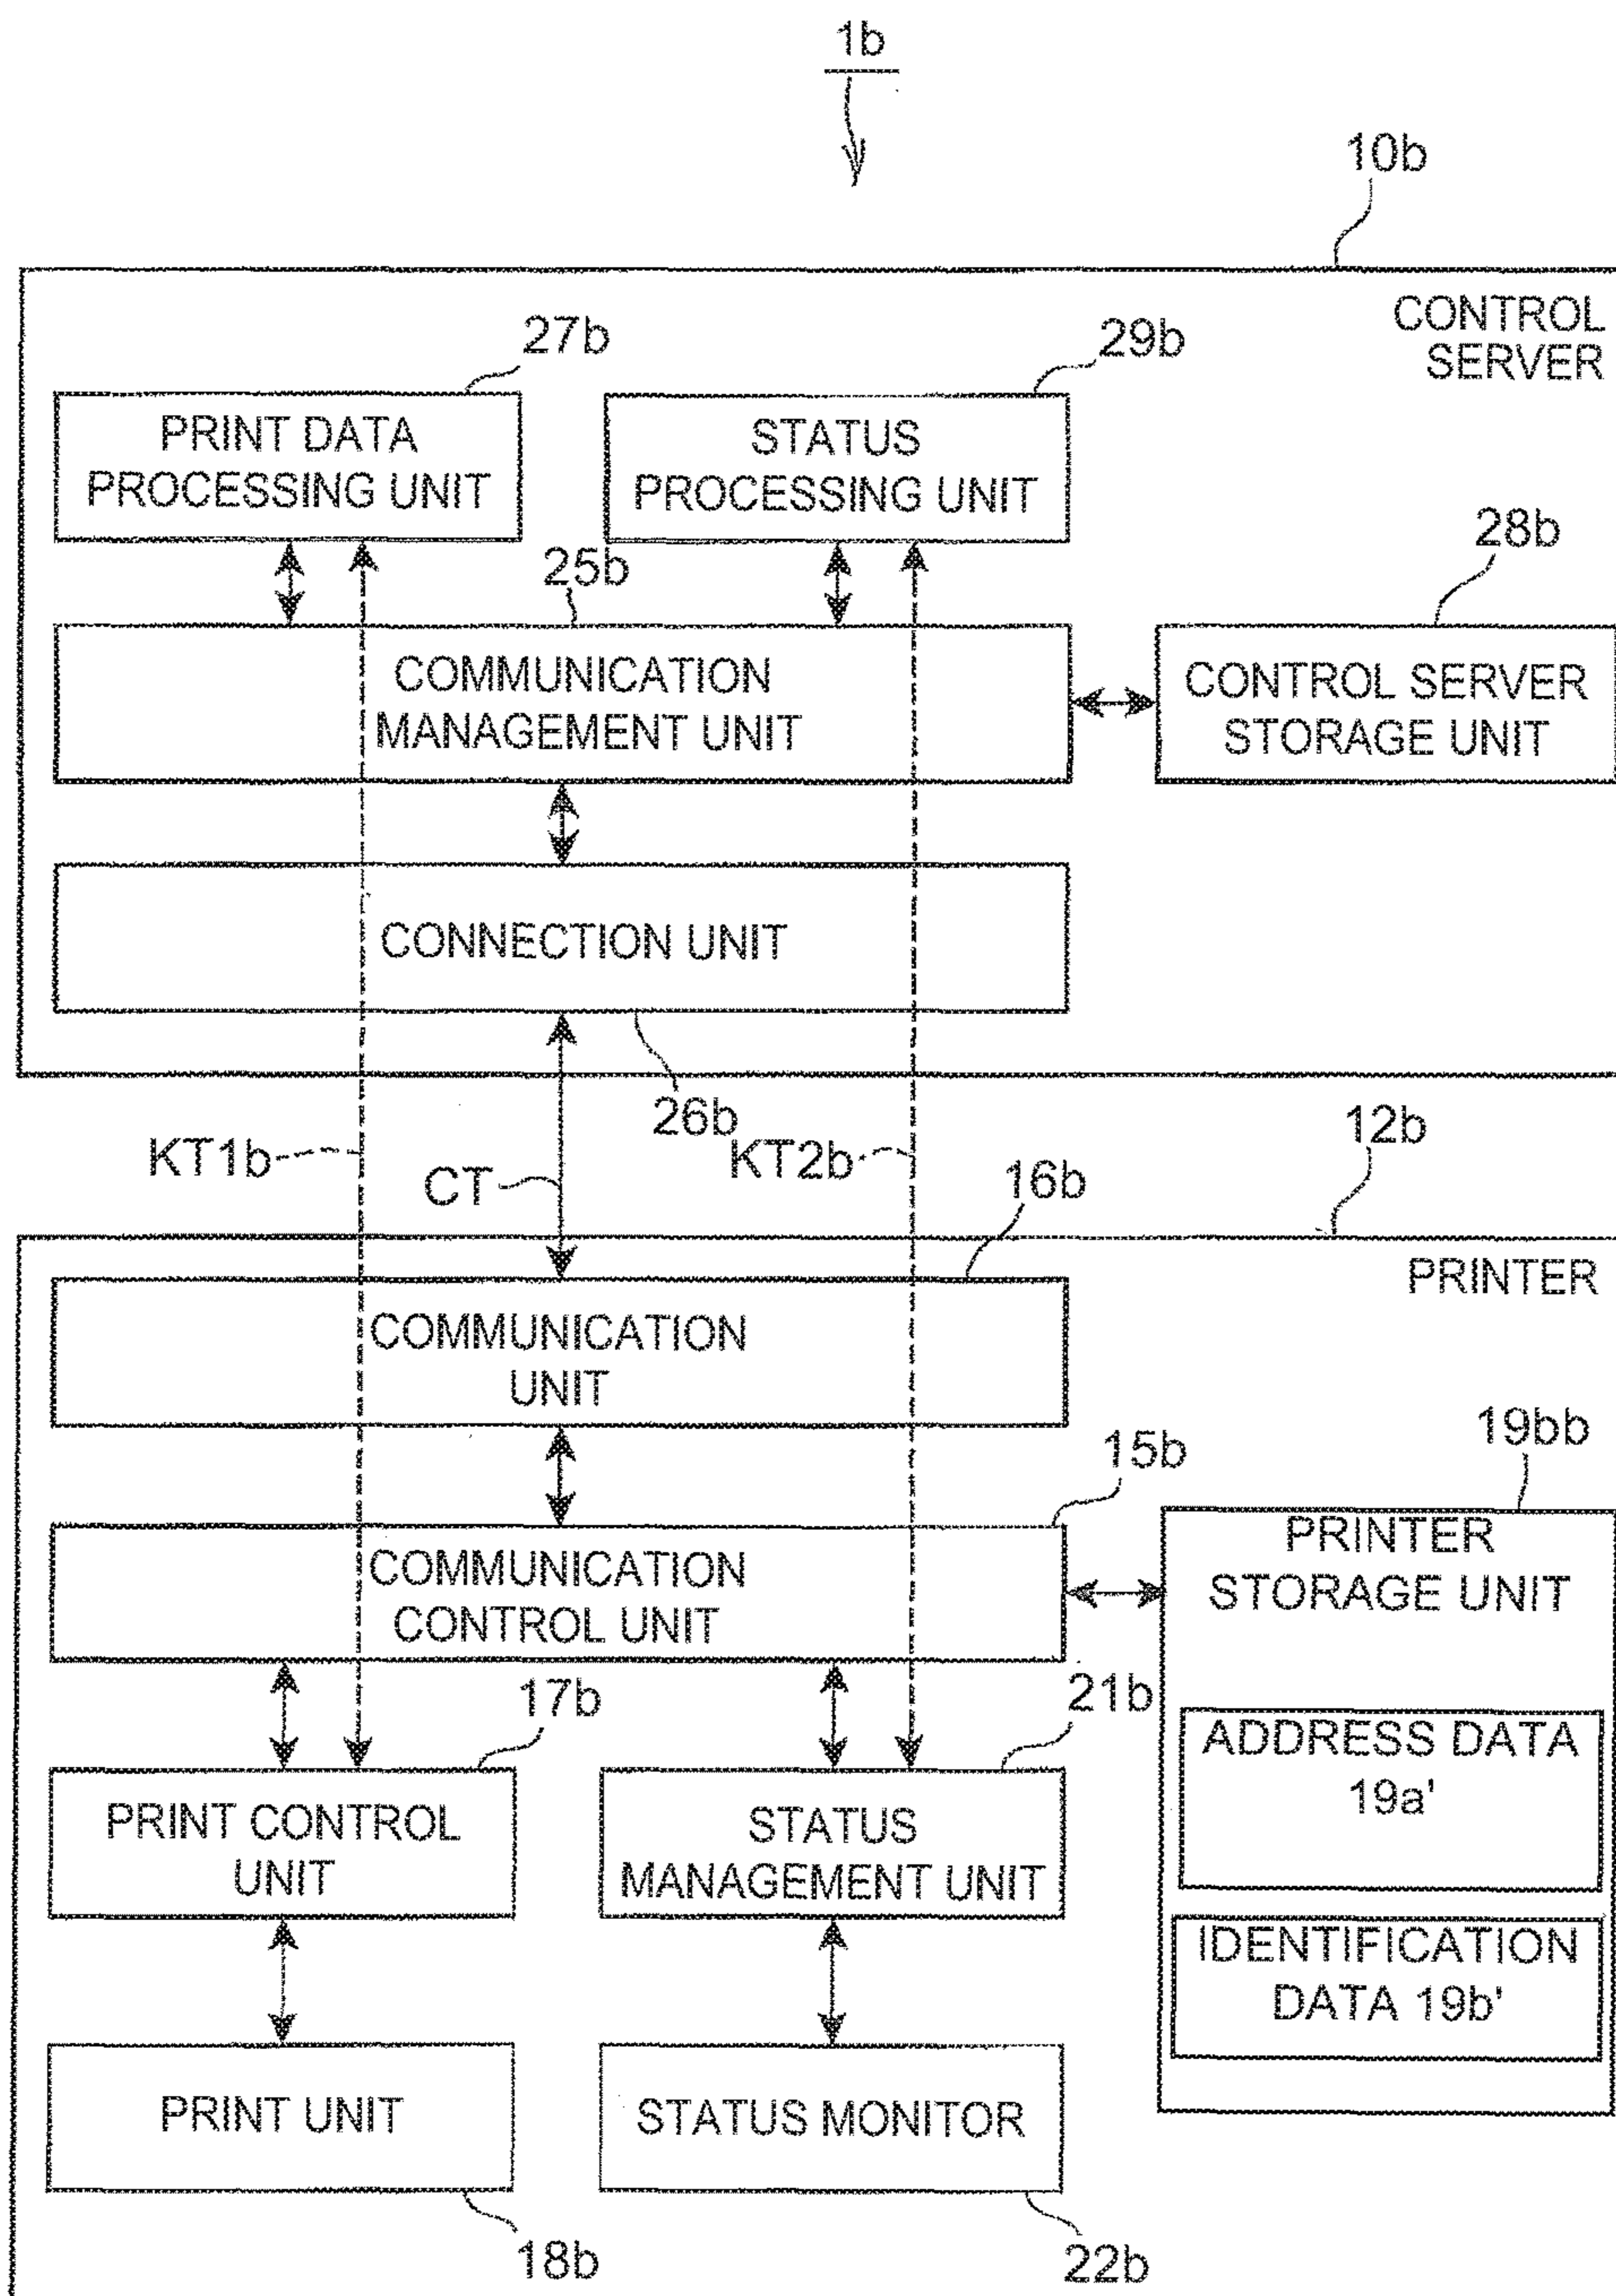 1b
10b
CONTROL
SERVER
27b
29b
PRINT DATA
PROCESSING UNIT
STATUS
PROCESSING UNIT
28b
25b
COMMUNICATION
MANAGEMENT UNIT
CONTROL SERVER
STORAGE UNIT
CONNECTION UNIT
26b
KT1b
CT
KT2b
12b
16b
PRINTER
COMMUNICATION
UNIT
15b
19bb
COMMUNICATION
CONTROL UNIT
PRINTER
STORAGE UNIT
17b
21b
ADDRESS DATA
19a'
PRINT CONTROL
UNIT
STATUS
MANAGEMENT UNIT
IDENTIFICATION
DATA 19b'
PRINT UNIT
STATUS MONITOR
18b
22b